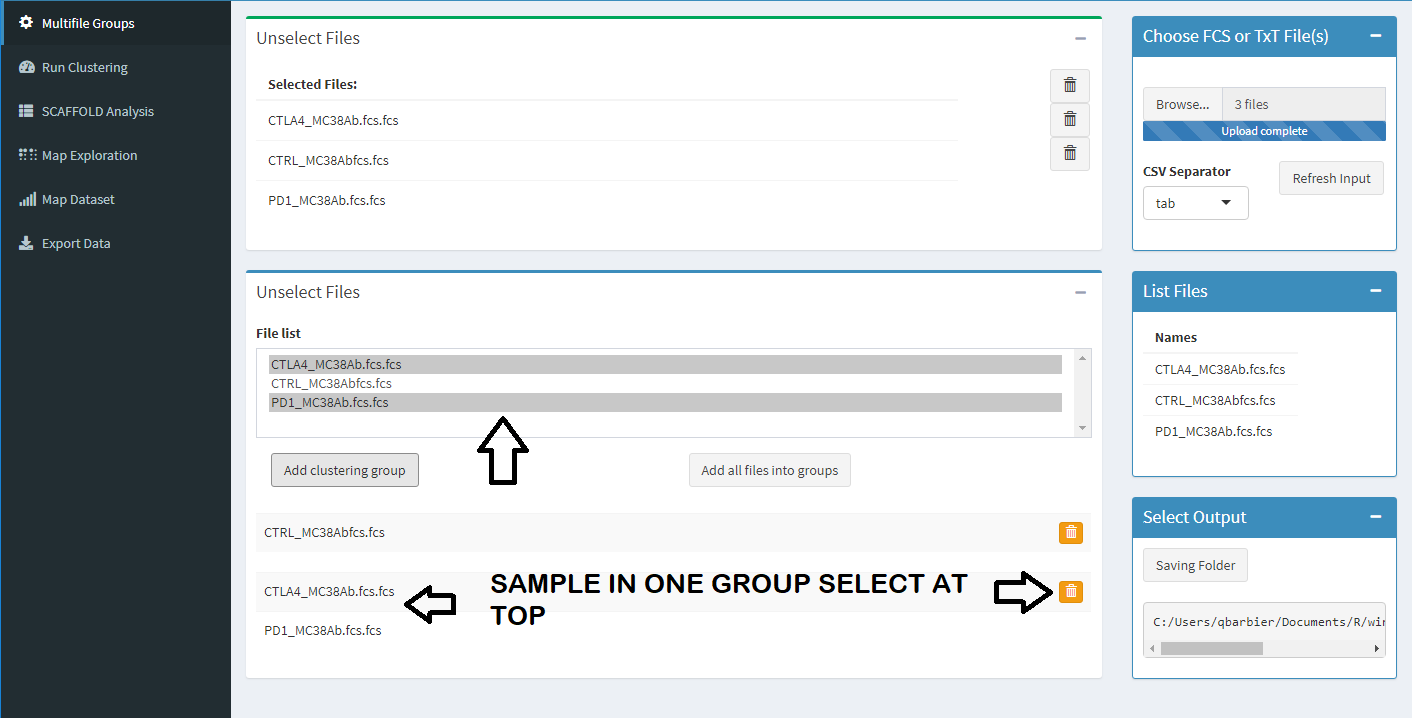 Multifile Groups
Run Clustering
SCAFFOLD Analysis
Map Exploration
Map Dataset
Export Data
Unselect Files
Selected Files:
CTLA4_MC38Ab.fcs.fcs
CTRL_MC38Abfcs.fcs
PD1_MC38Ab.fcs.fcs
Unselect Files
File list
CTLA4_MC38Ab.fcs.fcs
CTRL_MC38Abfcs.fcs
PD1_MC38Ab.fcs.fcs
Add clustering group
Add all files into groups
CTRL_MC38Abfcs.fcs
CTLA4_MC38Ab.fcs.fcs
PD1_MC38Ab.fcs.fcs
SAMPLE IN ONE GROUP SELECT AT
TOP
Choose FCS or TxT File(s)
Browse... 3 files
Upload complete
CSV Separator
Refresh Input
tab
List Files
Names
CTLA4_MC38Ab.fcs.fcs
CTRL_MC38Abfcs.fcs
PD1_MC38Ab.fcs.fcs
Select Output
Saving Folder
C:/Users/qbarbier/Documents/R/wir